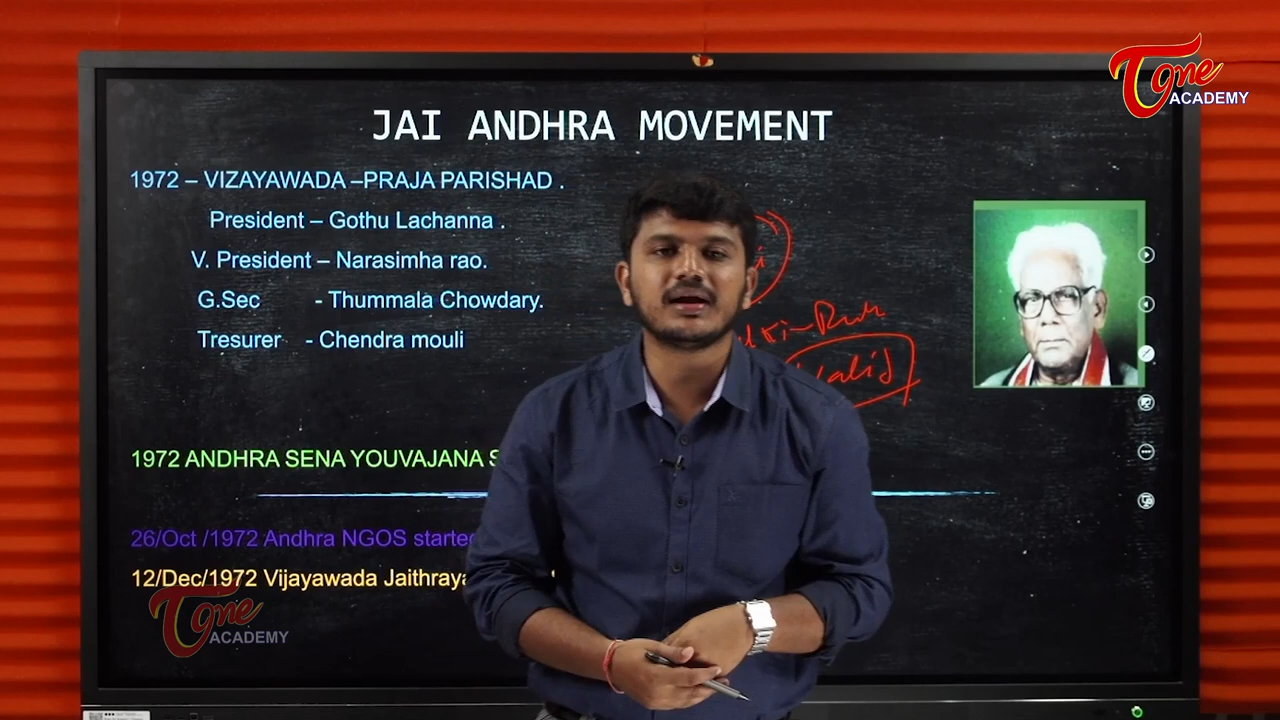 Tone
ACADEMY
JAI ANDHRA MOVEMENT
1972 – VIZAYAWADA –PRAJA PARISHAD .
President – Gothu Lachanna .
V. President – Narasimha rao.
G.Sec - Thummala Chowdary.
Tresurer - Chendra mouli
1972 ANDHRA SENA YOUVAJANA S
26/Oct /1972 Andhra NGOS started
12/Dec/1972 Vijayawada Jaithraya
Tone
ACADEMY